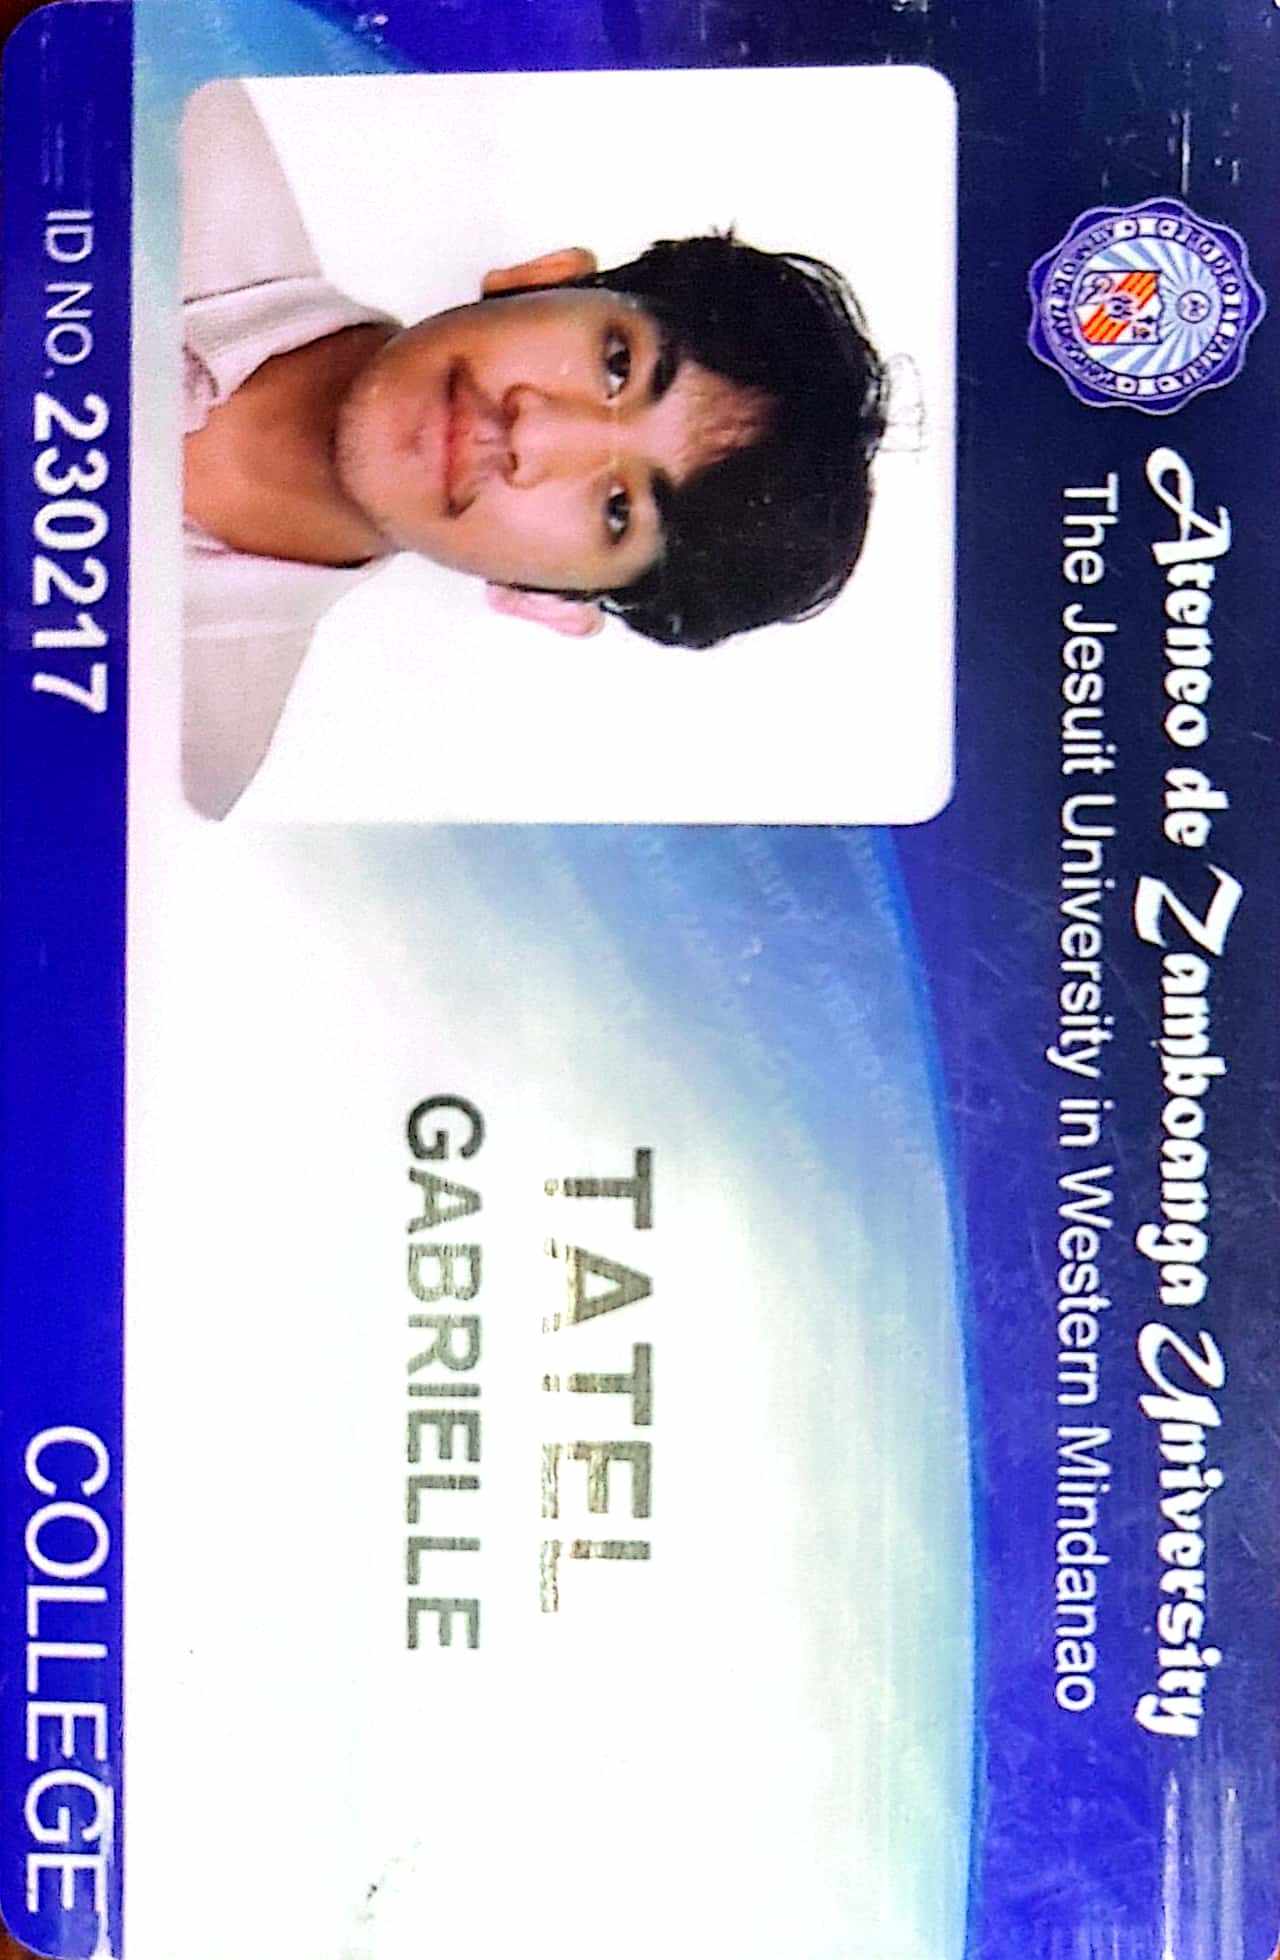 Ateneo de Zamboanga University
The Jesuit University in Western Mindanao
TATEL
GABRIELLE
ID NO. 230217
COLLEGE